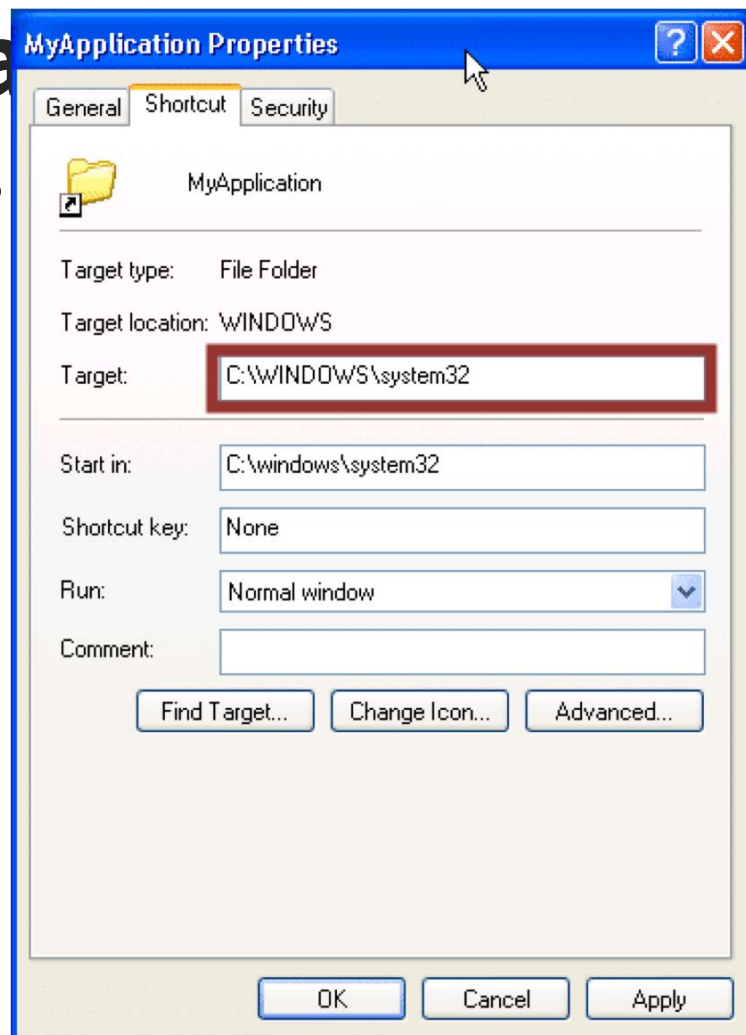 a
MyApplication Properties
General Shortcut Security
MyApplication
Target type: File Folder
Target location: WINDOWS
Target: C:\WINDOWS\system32
Start in: C:\windows\system32
Shortcut key: None
Run: Normal window
Comment:
Find Target... Change Icon... Advanced...
OK Cancel Apply